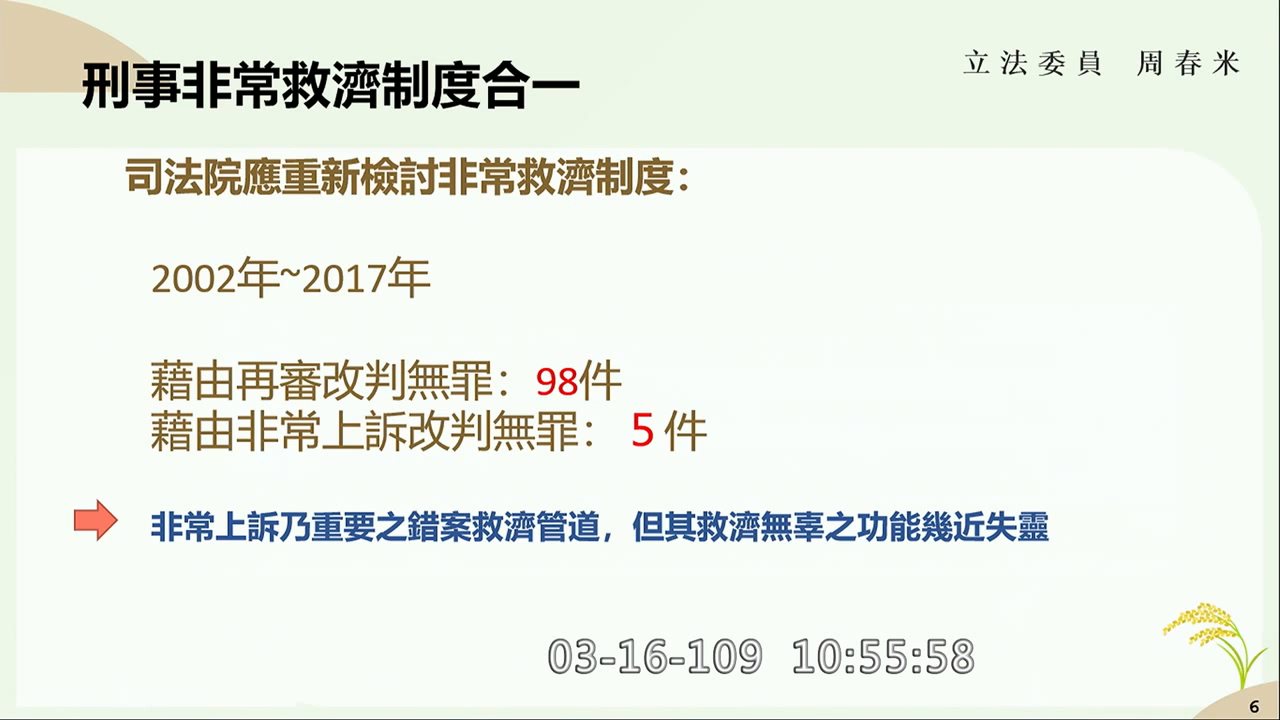 立法委員 周春米
刑事非常救濟制度合一
司法院應重新檢討非常救濟制度：
2002年~2017年
藉由再審改判無罪：98件
藉由非常上訴改判無罪： 5 件
非常上訴乃重要之錯案救濟管道，但其救濟無辜之功能幾近失靈
03-16-109 10:55:58
6